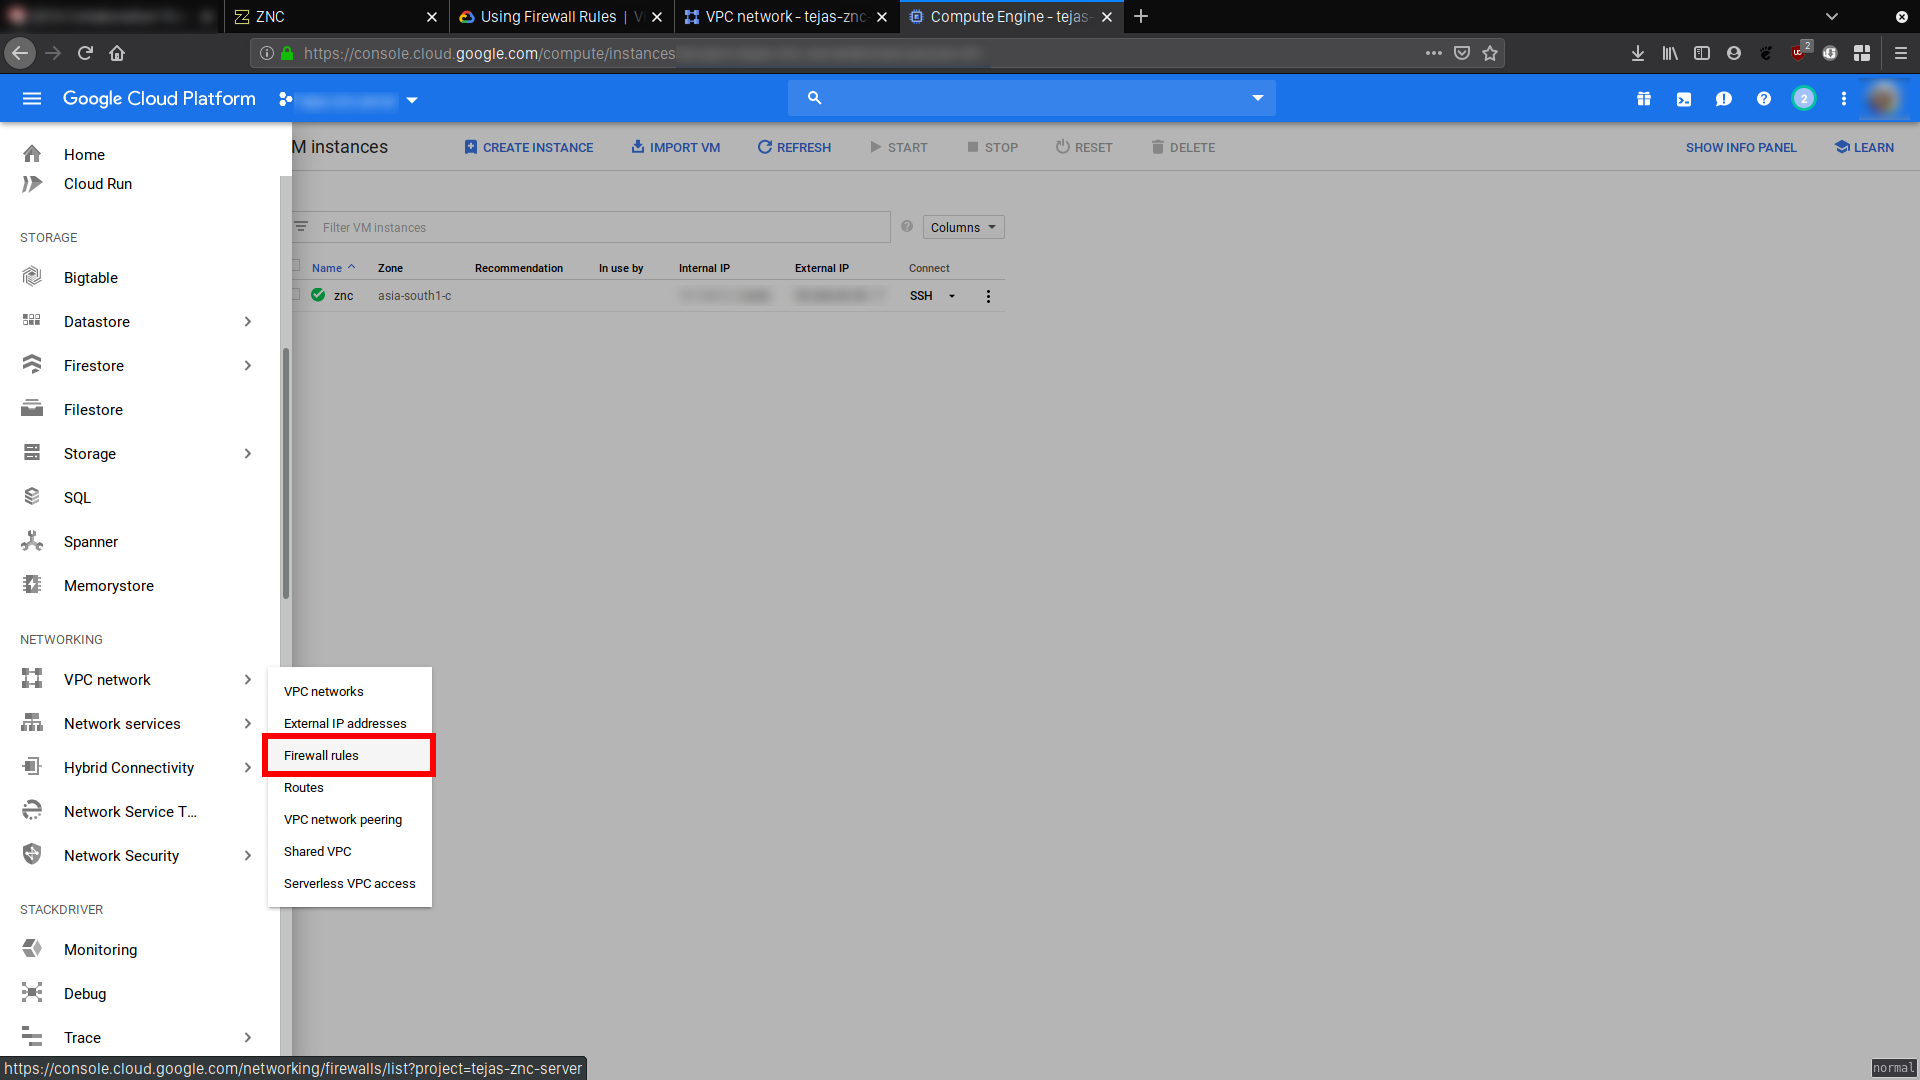 ZNC
Using Firewall Rules | V
VPC network - tejas-znc-
Compute Engine - tejas-
https://console.cloud.google.com/compute/instances
2
Google Cloud Platform
2
Home
Cloud Run
STORAGE
Bigtable
Datastore
Firestore
Filestore
Storage
SQL
Spanner
Memorystore
NETWORKING
VPC network
Network services
Hybrid Connectivity
Network Service T...
Network Security
STACKDRIVER
Monitoring
Debug
Trace
VPC networks
External IP addresses
Firewall rules
Routes
VPC network peering
Shared VPC
Serverless VPC access
M instances
CREATE INSTANCE
IMPORT VM
REFRESH
START
STOP
RESET
DELETE
SHOW INFO PANEL
LEARN
Filter VM instances
Columns
Name Zone Recommendation In use by Internal IP External IP Connect
znc asia-south1-c SSH
https://console.cloud.google.com/networking/firewalls/list?project=tejas-znc-server
normal